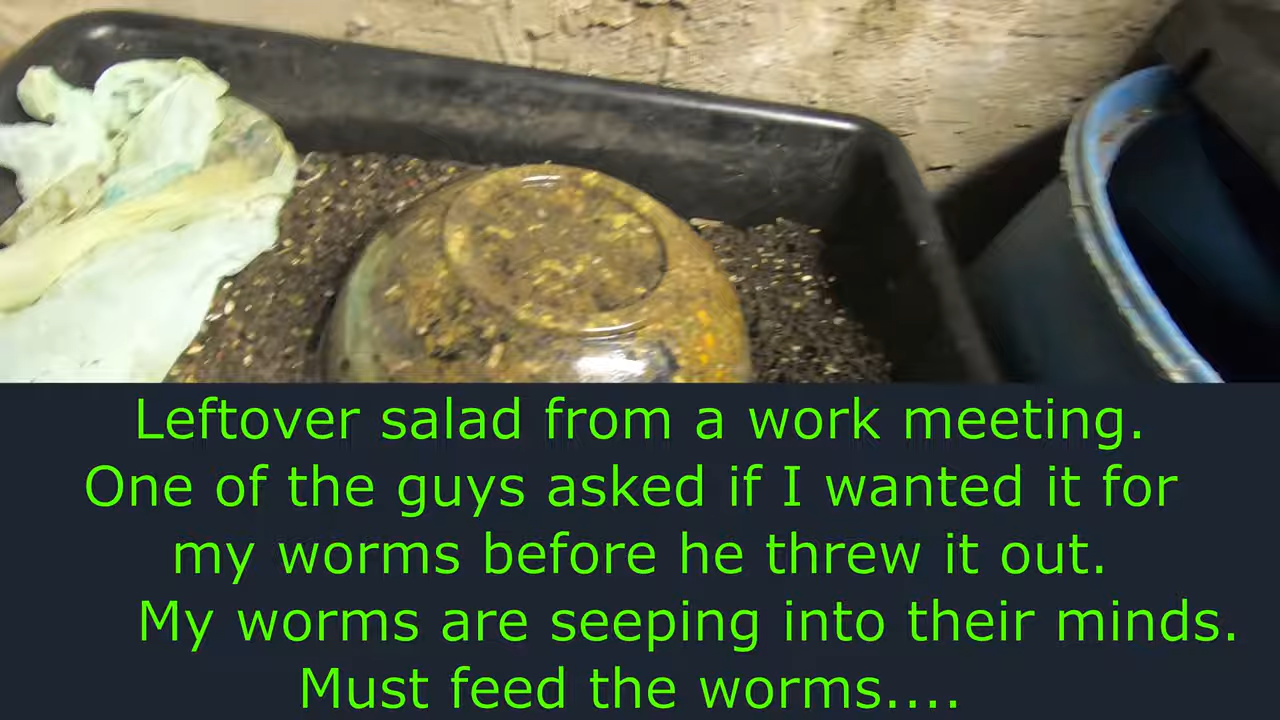 Leftover salad from a work meeting.
One of the guys asked if I wanted it for
my worms before he threw it out.
My worms are seeping into their minds.
Must feed the worms....